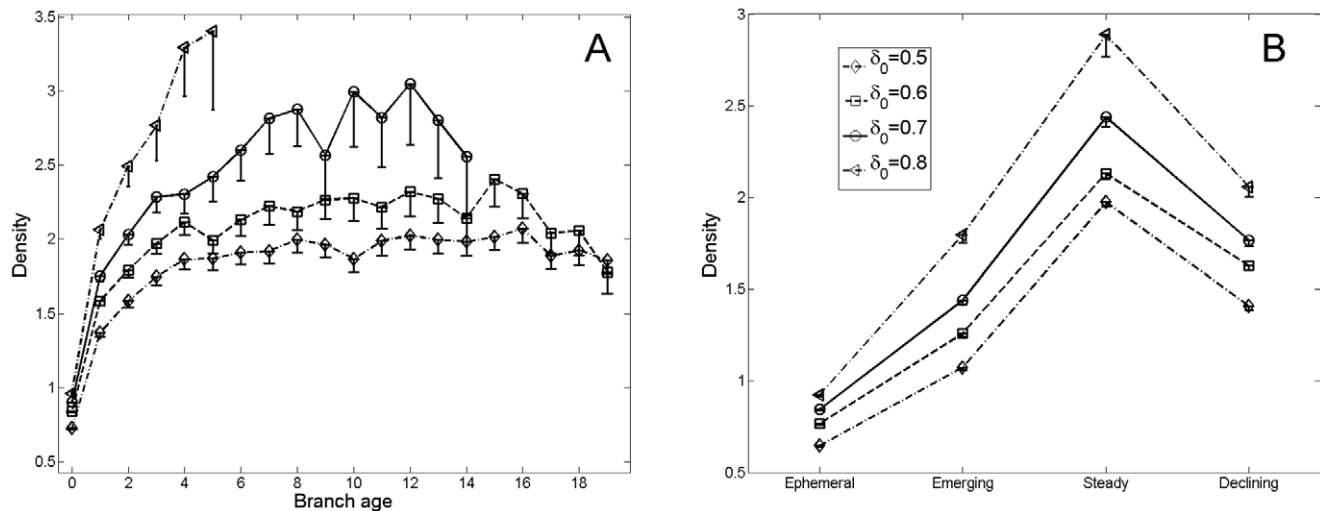 A
3.5
3
2.5
2
1.5
1
0.5
Density
0 2 4 6 8 10 12 14 16 18
Branch age
B
3
2.5
2
1.5
1
0.5
Density
δ0=0.5
δ0=0.6
δ0=0.7
δ0=0.8
Ephemeral Emerging Steady Declining